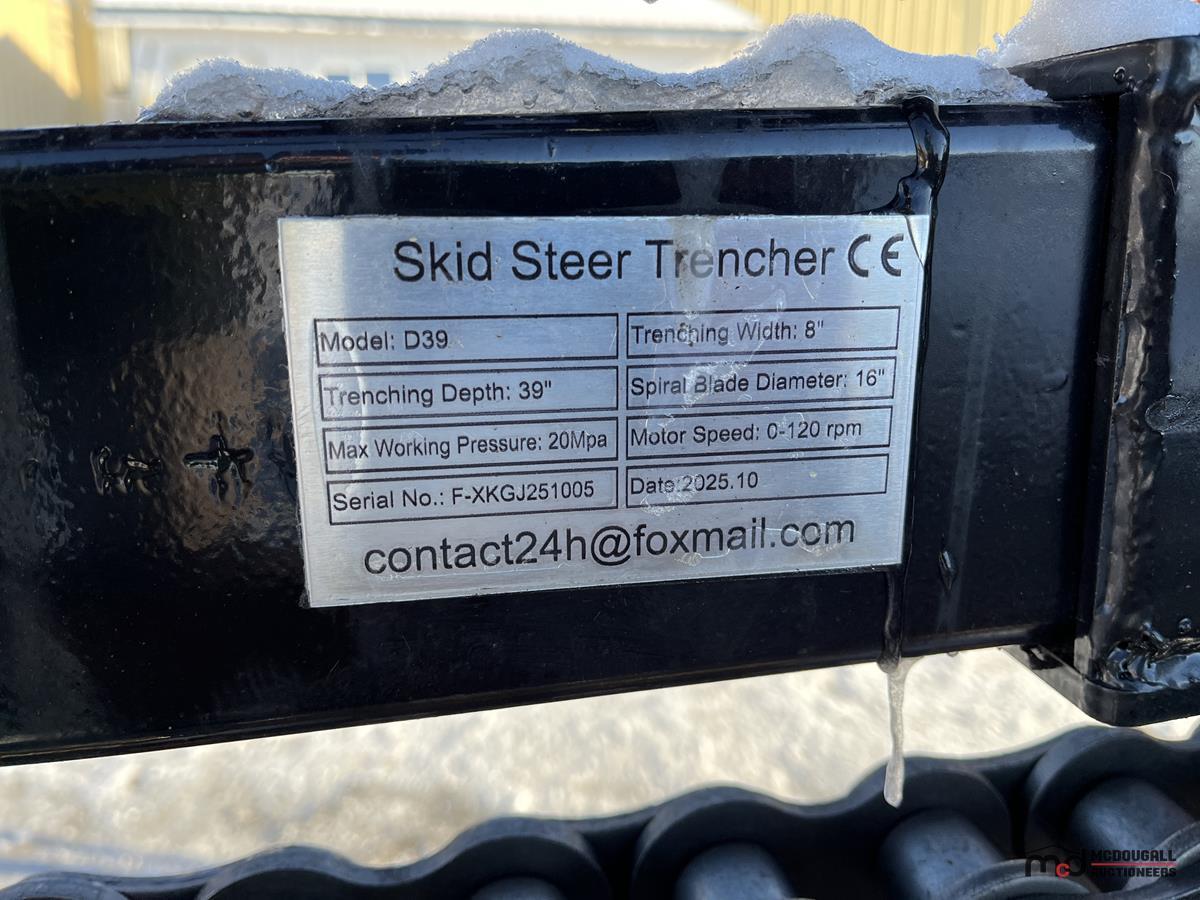 Skid Steer Trencher CE
Model: D39
Trenching Width: 8"
Trenching Depth: 39"
Spiral Blade Diameter: 16"
Max Working Pressure: 20Mpa
Motor Speed: 0-120 rpm
Serial No.: F-XKGJ251005
Date:2025.10
contact24h@foxmail.com
mcd MCDOUGALL
AUCTIONEERS